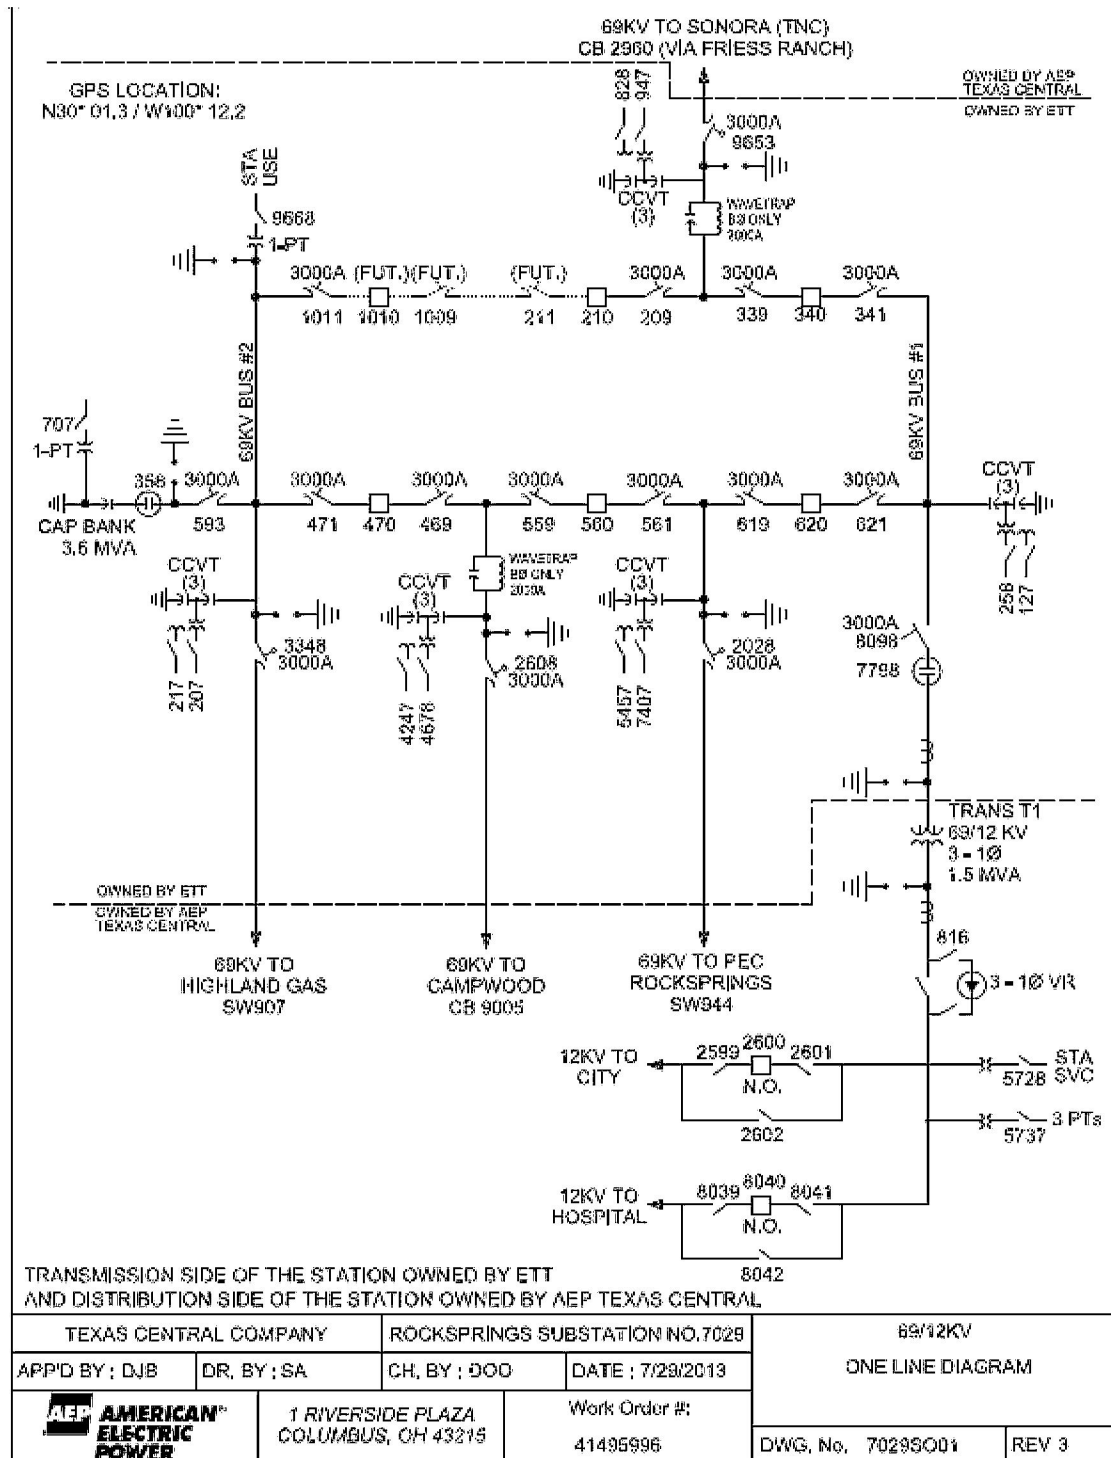 69KV TO SONORA (TNC)
CB 2960 (VIA FRIESS RANCH)
GPS LOCATION:
N30° 01.3 / W100° 12.2
OWNED BY AEP
TEXAS CENTRAL
OWNED BY ETT
828
947
3000A
9653
STA
USE
9668
1-PT
CCVT
(3)
WAVETRAP
BØ ONLY
2000A
3000A (FUT.) (FUT.) (FUT.) 3000A 3000A 3000A
1011 1010 1009 211 210 209 339 340 341
69KV BUS #2
69KV BUS #1
707
1-PT
358
3000A 3000A 3000A 3000A 3000A 3000A 3000A
CCVT
(3)
593 471 470 469 559 560 561 619 620 621
CAP BANK
3.6 MVA
CCVT
(3)
CCVT
(3)
WAVETRAP
BØ ONLY
2000A
CCVT
(3)
258
127
3000A
8098
7798
3348
3000A
2608
3000A
2028
3000A
217
207
4247
4678
5457
7407
TRANS T1
69/12 KV
3 - 1Ø
1.5 MVA
OWNED BY ETT
OWNED BY AEP
TEXAS CENTRAL
816
3 - 1Ø VR
69KV TO
HIGHLAND GAS
SW907
69KV TO
CAMPWOOD
CB 9005
69KV TO PEC
ROCKSPRINGS
SW944
12KV TO
CITY
2599 2600 2601
N.O.
2602
5728
STA
SVC
5737
3 PTs
12KV TO
HOSPITAL
8039 8040 8041
N.O.
8042
TRANSMISSION SIDE OF THE STATION OWNED BY ETT
AND DISTRIBUTION SIDE OF THE STATION OWNED BY AEP TEXAS CENTRAL
TEXAS CENTRAL COMPANY
ROCKSPRINGS SUBSTATION NO.7029
69/12KV
ONE LINE DIAGRAM
APP'D BY : DJB
DR. BY : SA
CH. BY : DOO
DATE : 7/29/2013
AEP AMERICAN®
ELECTRIC
POWER
1 RIVERSIDE PLAZA
COLUMBUS, OH 43215
Work Order #:
41495996
DWG. No. 7029SO01
REV 3